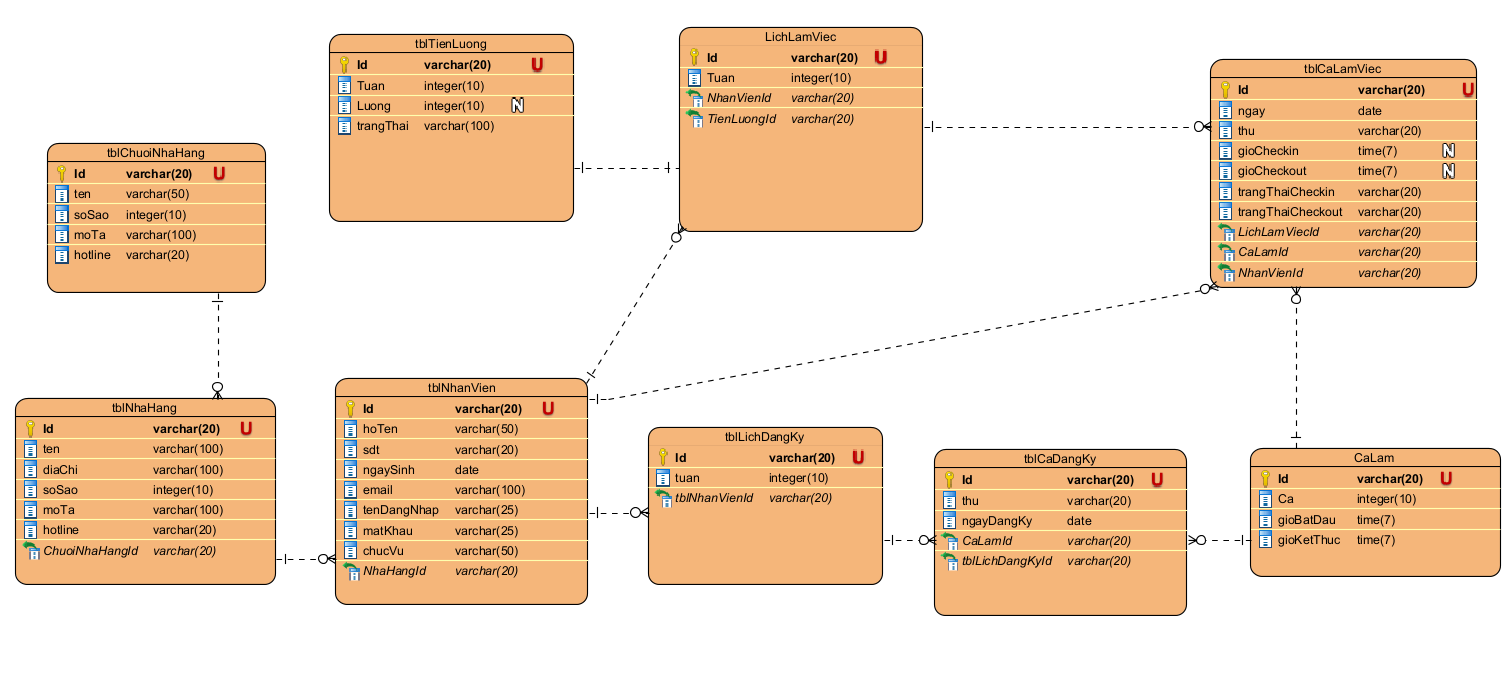 tblTienLuong
Id varchar(20) U
Tuan integer(10)
Luong integer(10) N
trangThai varchar(100)
LichLamViec
Id varchar(20) U
Tuan integer(10)
NhanVienId varchar(20)
TienLuongId varchar(20)
tblCaLamViec
Id varchar(20) U
ngay date
thu varchar(20)
gioCheckin time(7) N
gioCheckout time(7) N
trangThaiCheckin varchar(20)
trangThaiCheckout varchar(20)
LichLamViecId varchar(20)
CaLamId varchar(20)
NhanVienId varchar(20)
tblChuoiNhaHang
Id varchar(20) U
ten varchar(50)
soSao integer(10)
moTa varchar(100)
hotline varchar(20)
tblNhaHang
Id varchar(20) U
ten varchar(100)
diaChi varchar(100)
soSao integer(10)
moTa varchar(100)
hotline varchar(20)
ChuoiNhaHangId varchar(20)
tblNhanVien
Id varchar(20) U
hoTen varchar(50)
sdt varchar(20)
ngaySinh date
email varchar(100)
tenDangNhap varchar(25)
matKhau varchar(25)
chucVu varchar(50)
NhaHangId varchar(20)
tblLichDangKy
Id varchar(20) U
tuan integer(10)
tblNhanVienId varchar(20)
tblCaDangKy
Id varchar(20) U
thu varchar(20)
ngayDangKy date
CaLamId varchar(20)
tblLichDangKyId varchar(20)
CaLam
Id varchar(20) U
Ca integer(10)
gioBatDau time(7)
gioKetThuc time(7)